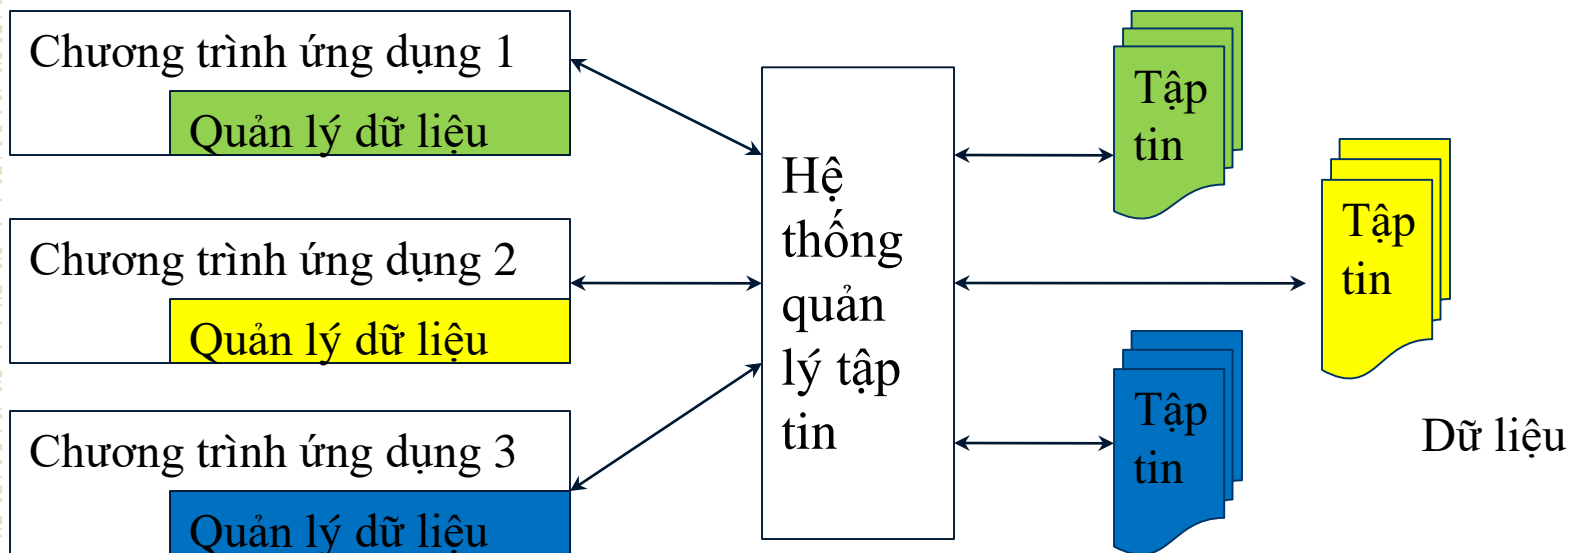 Chương trình ứng dụng 1
Quản lý dữ liệu
Chương trình ứng dụng 2
Quản lý dữ liệu
Chương trình ứng dụng 3
Quản lý dữ liệu
Hệ
thống
quản
lý tập
tin
Tập
tin
Tập
tin
Tập
tin
Dữ liệu